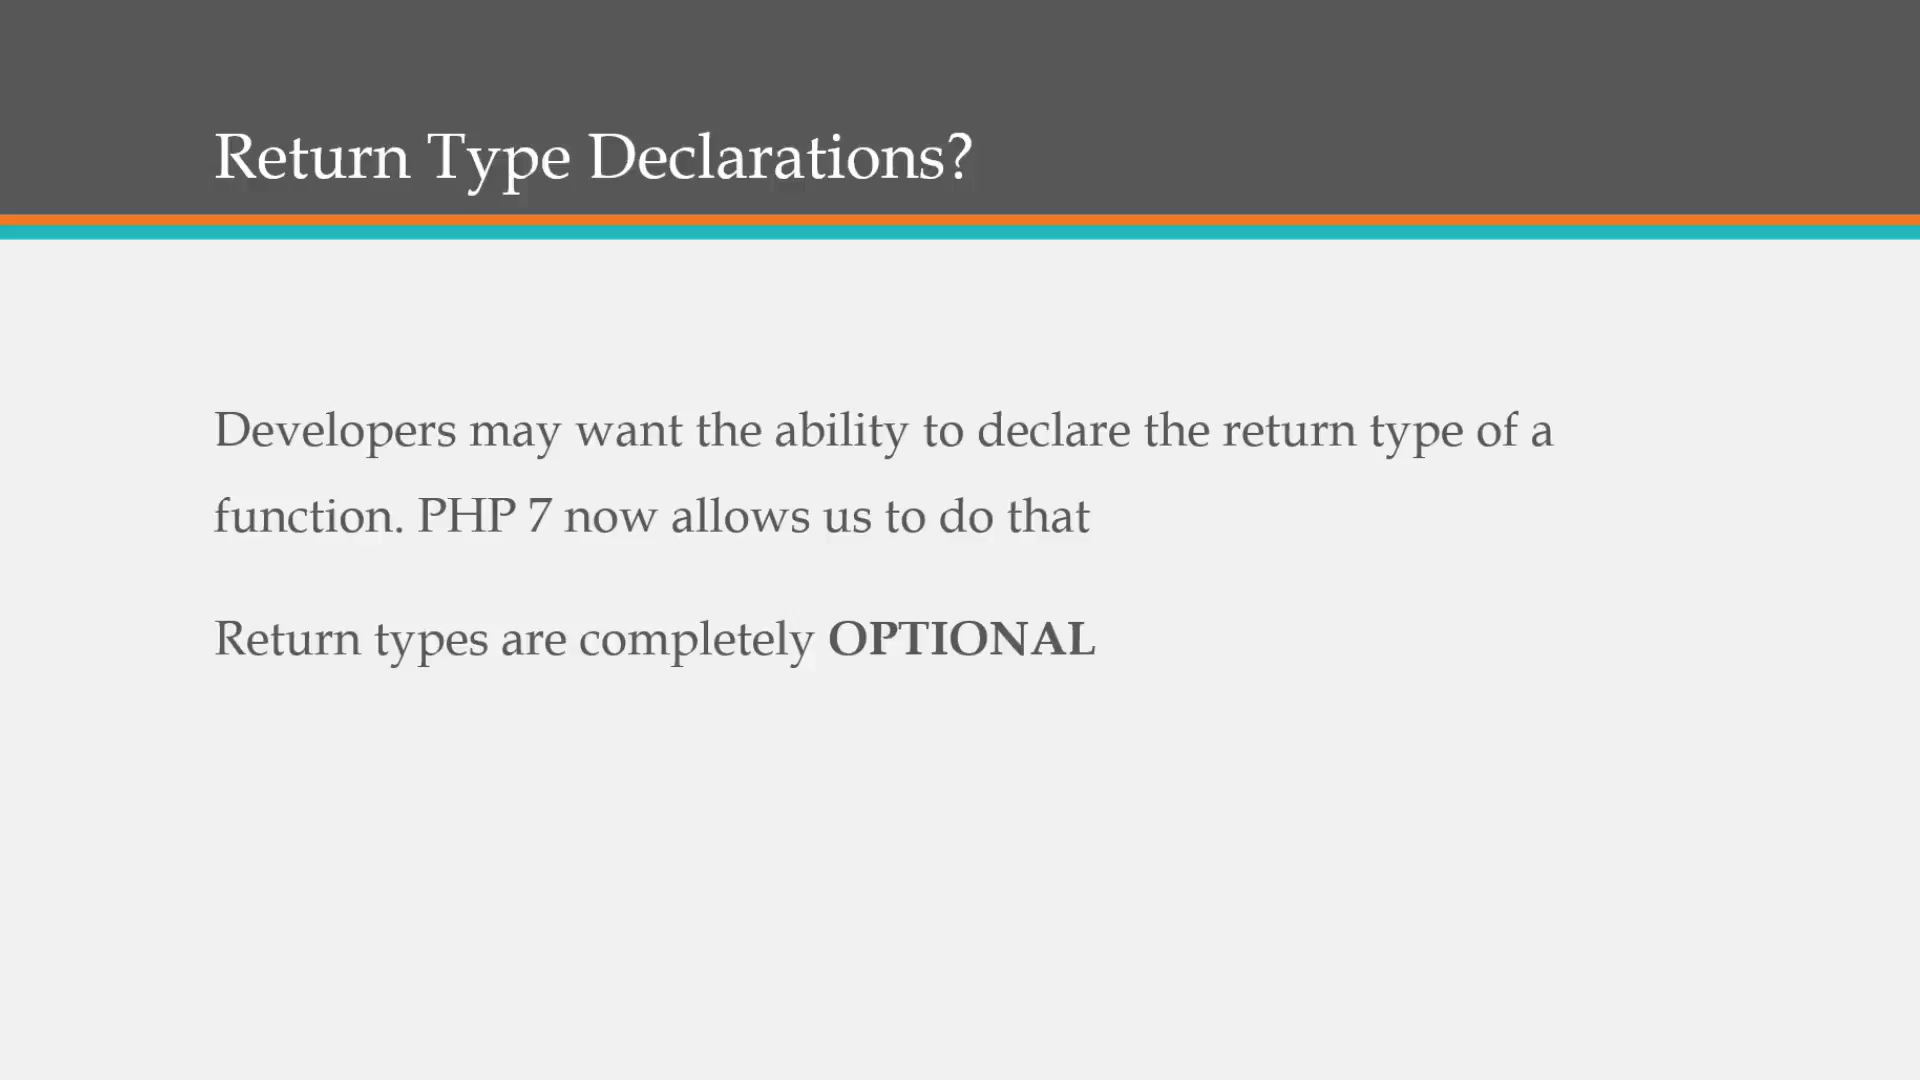 Return Type Declarations?
Developers may want the ability to declare the return type of a
function. PHP 7 now allows us to do that
Return types are completely OPTIONAL